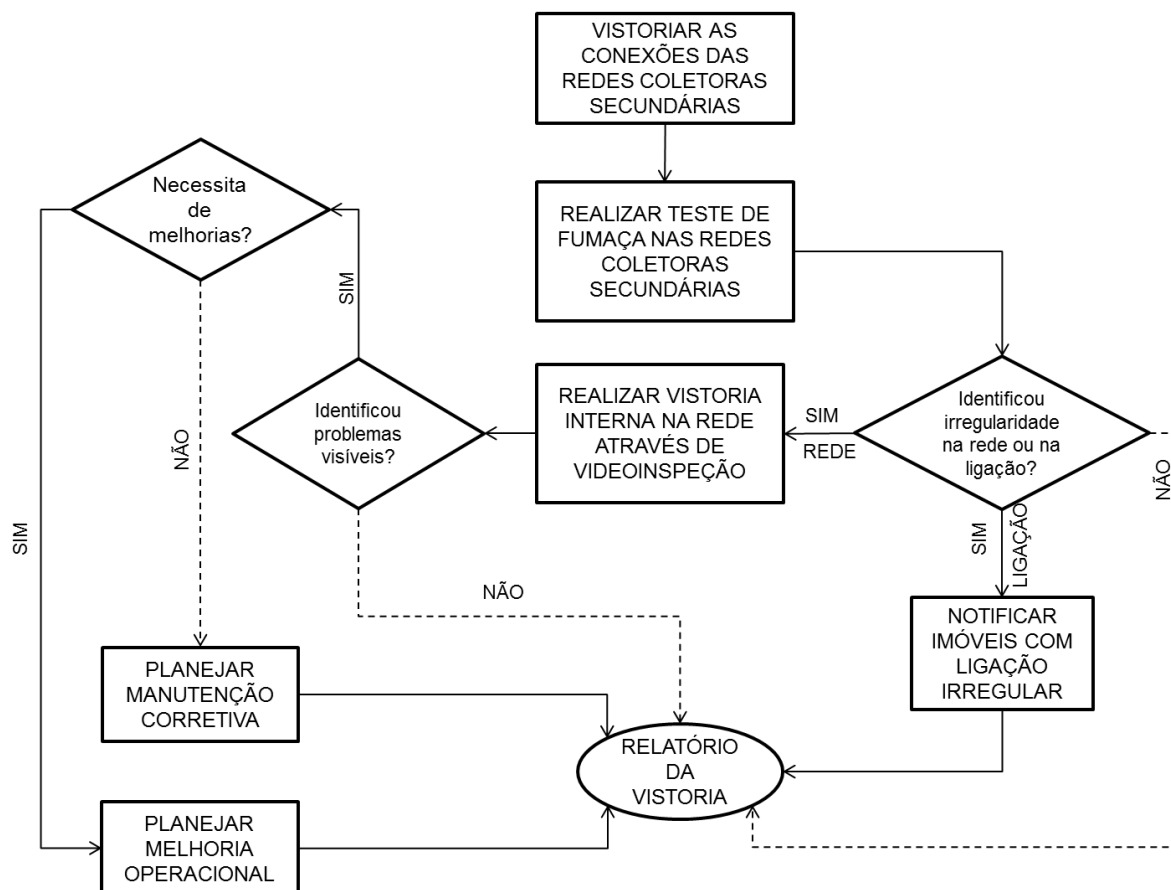 VISTORIAR AS
CONEXÕES DAS
REDES COLETORAS
SECUNDÁRIAS
REALIZAR TESTE DE
FUMAÇA NAS REDES
COLETORAS
SECUNDÁRIAS
Necessita
de
melhorias?
SIM
NÃO
SIM
Identificou
problemas
visíveis?
REALIZAR VISTORIA
INTERNA NA REDE
ATRAVÉS DE
VIDEOINSPEÇÃO
SIM
REDE
Identificou
irregularidade
na rede ou na
ligação?
NÃO
SIM
LIGAÇÃO
NÃO
NOTIFICAR
IMÓVEIS COM
LIGAÇÃO
IRREGULAR
PLANEJAR
MANUTENÇÃO
CORRETIVA
RELATÓRIO
DA
VISTORIA
PLANEJAR
MELHORIA
OPERACIONAL